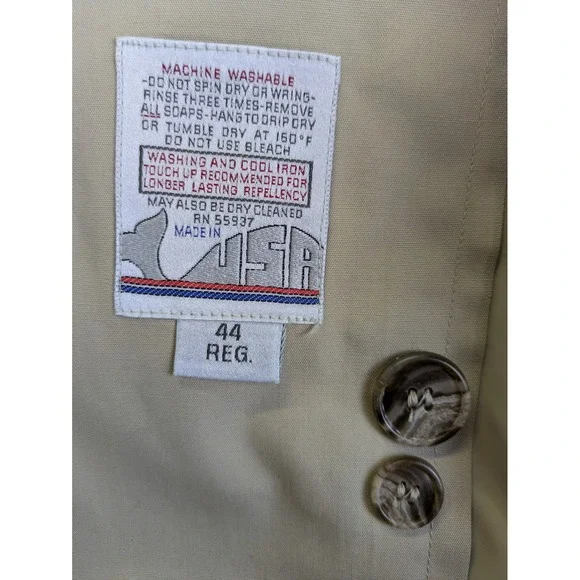 MACHINE WASHABLE
-DO NOT SPIN DRY OR WRING-
RINSE THREE TIMES-REMOVE
ALL SOAPS-HANG TO DRIP DRY
OR TUMBLE DRY AT 160°F
DO NOT USE BLEACH
WASHING AND COOL IRON
TOUCH UP RECOMMENDED FOR
LONGER LASTING REPELLENCY
MAY ALSO BE DRY CLEANED
RN 55937
MADE IN USA
44
REG.